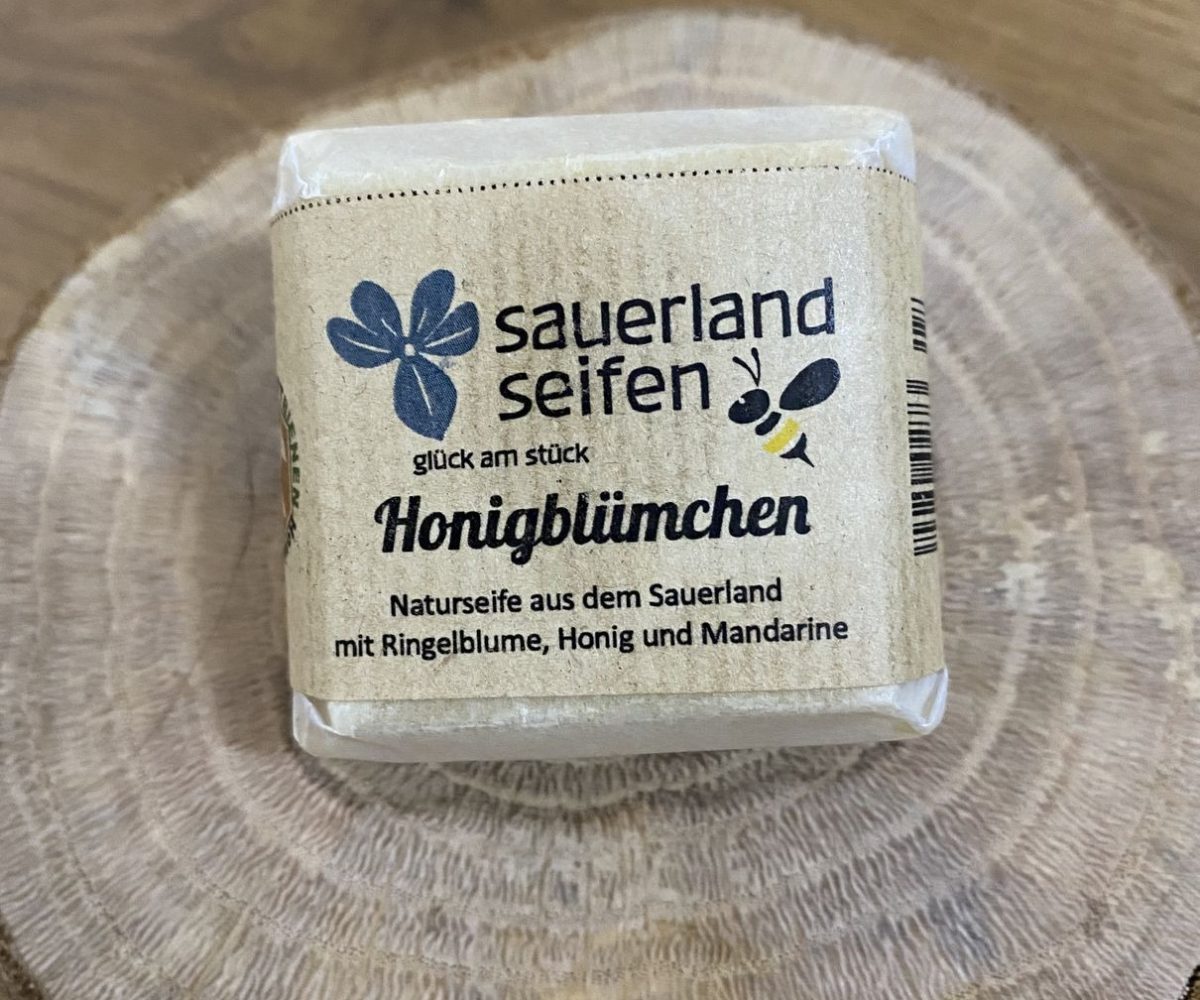 sauerland
seifen
glück am stück
Honigblümchen
Naturseife aus dem Sauerland
mit Ringelblume, Honig und Mandarine